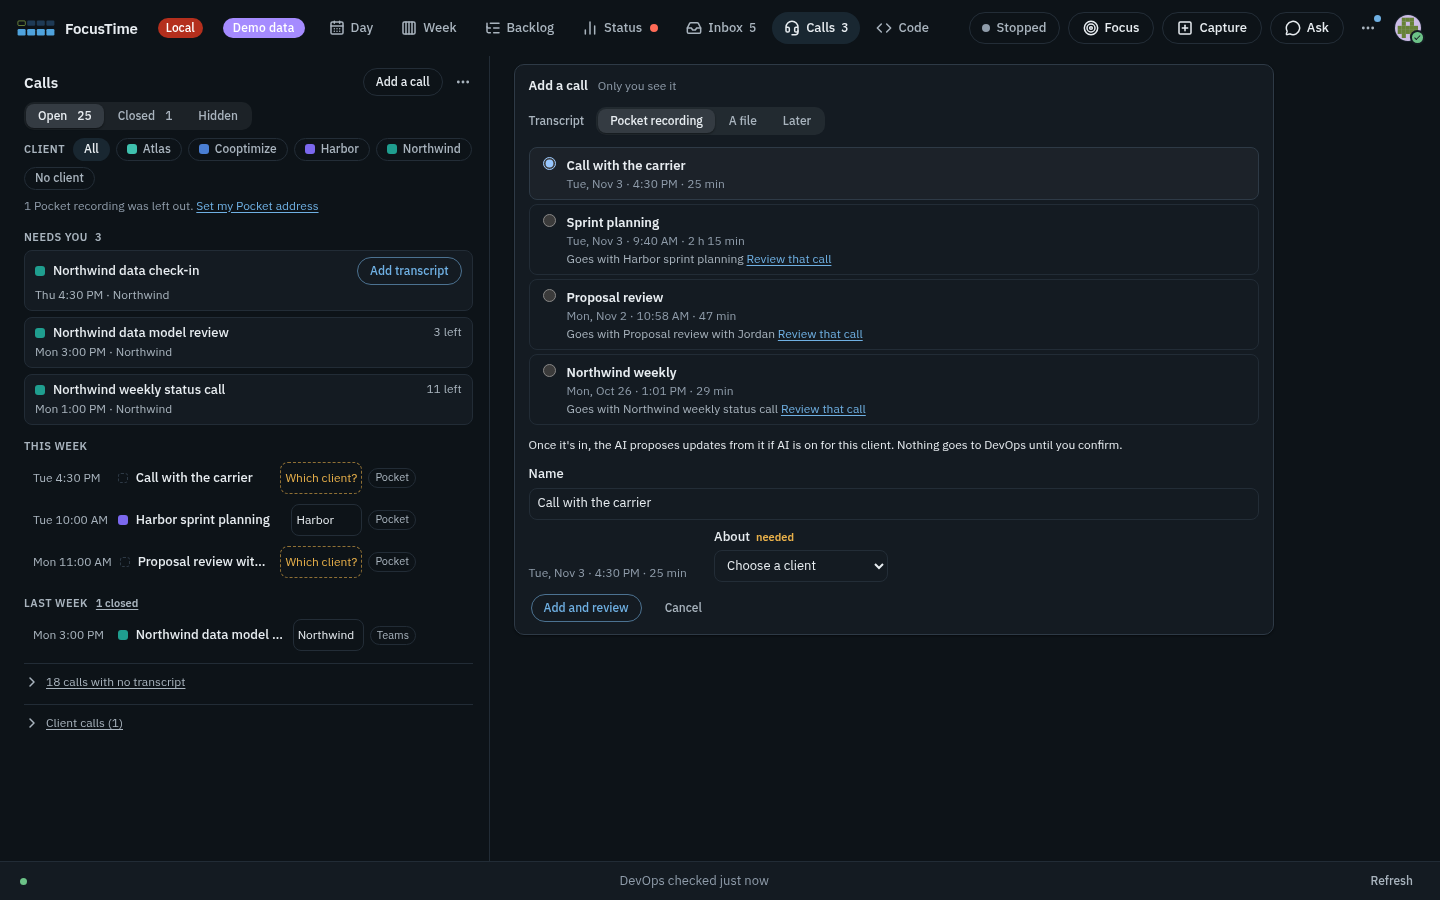 FocusTime
Local
Demo data
Day
Week
Backlog
Status
Inbox 5
Calls 3
Code
Stopped
Focus
Capture
Ask
Calls
Add a call
Open 25
Closed 1
Hidden
CLIENT
All
Atlas
Cooptimize
Harbor
Northwind
No client
1 Pocket recording was left out. Set my Pocket address
NEEDS YOU 3
Northwind data check-in
Add transcript
Thu 4:30 PM · Northwind
Northwind data model review
3 left
Mon 3:00 PM · Northwind
Northwind weekly status call
11 left
Mon 1:00 PM · Northwind
THIS WEEK
Tue 4:30 PM Call with the carrier Which client? Pocket
Tue 10:00 AM Harbor sprint planning Harbor Pocket
Mon 11:00 AM Proposal review wit... Which client? Pocket
LAST WEEK 1 closed
Mon 3:00 PM Northwind data model ... Northwind Teams
18 calls with no transcript
Client calls (1)
Add a call Only you see it
Transcript Pocket recording A file Later
Call with the carrier
Tue, Nov 3 · 4:30 PM · 25 min
Sprint planning
Tue, Nov 3 · 9:40 AM · 2 h 15 min
Goes with Harbor sprint planning Review that call
Proposal review
Mon, Nov 2 · 10:58 AM · 47 min
Goes with Proposal review with Jordan Review that call
Northwind weekly
Mon, Oct 26 · 1:01 PM · 29 min
Goes with Northwind weekly status call Review that call
Once it's in, the AI proposes updates from it if AI is on for this client. Nothing goes to DevOps until you confirm.
Name
Call with the carrier
About needed
Tue, Nov 3 · 4:30 PM · 25 min
Choose a client
Add and review
Cancel
DevOps checked just now
Refresh